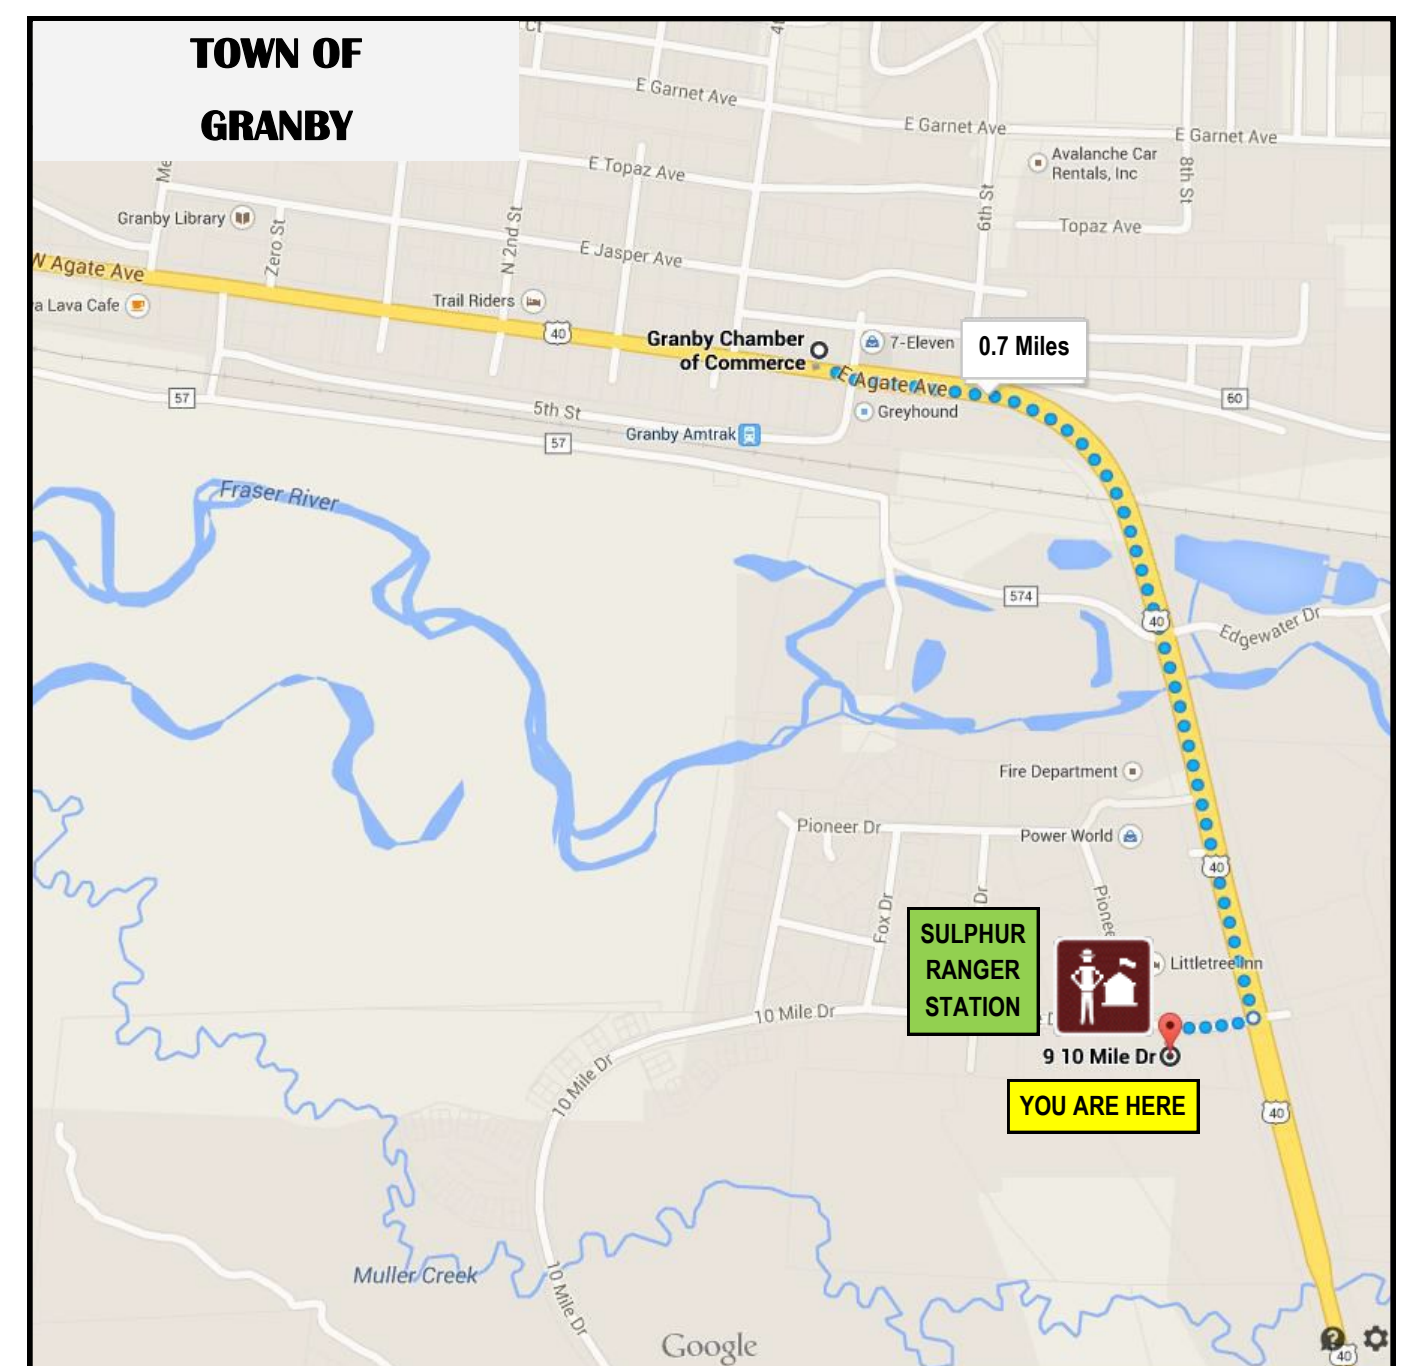 TOWN OF
GRANBY
Ct
E Garnet Ave
E Garnet Ave
E Garnet Ave
Avalanche Car
Rentals, Inc
8th St
E Topaz Ave
Topaz Ave
6th St
Granby Library
Zero St
N 2nd St
E Jasper Ave
W Agate Ave
a Lava Cafe
Trail Riders
40
Granby Chamber
of Commerce
7-Eleven
0.7 Miles
E Agate Ave
Greyhound
57
5th St
60
57
Granby Amtrak
Fraser River
574
40
Edgewater Dr
Fire Department
Pioneer Dr
Power World
40
Fox Dr
Dr
Pionee
SULPHUR
RANGER
STATION
Littletree Inn
10 Mile Dr
9 10 Mile Dr
10 Mile Dr
YOU ARE HERE
40
Muller Creek
10 Mile Dr
Google
40